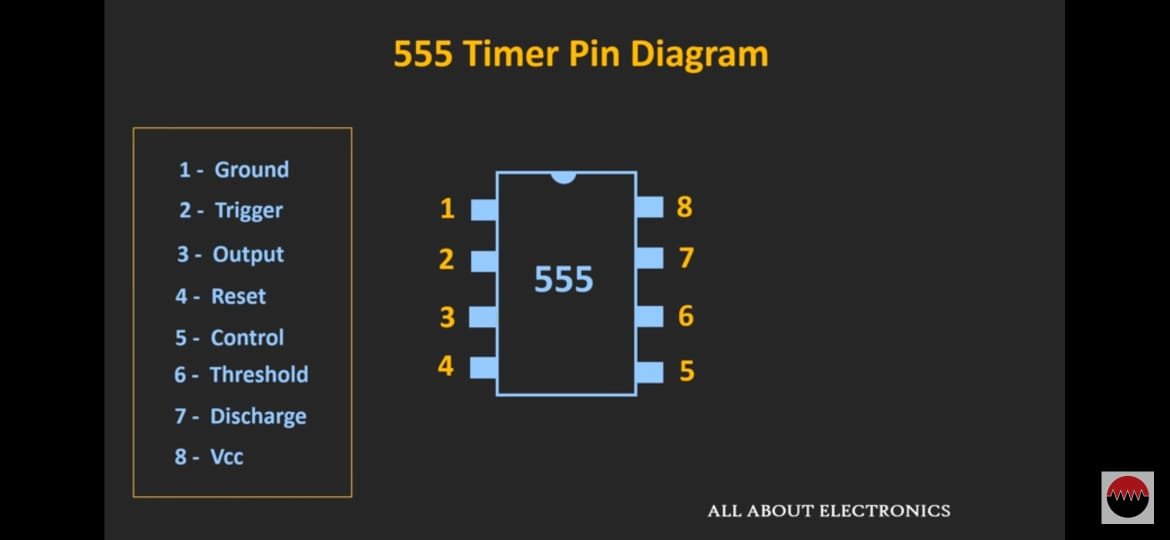 555 Timer Pin Diagram
1 - Ground
2 - Trigger
3 - Output
4 - Reset
5 - Control
6 - Threshold
7 - Discharge
8 - Vcc
1
2
3
4
555
8
7
6
5
ALL ABOUT ELECTRONICS